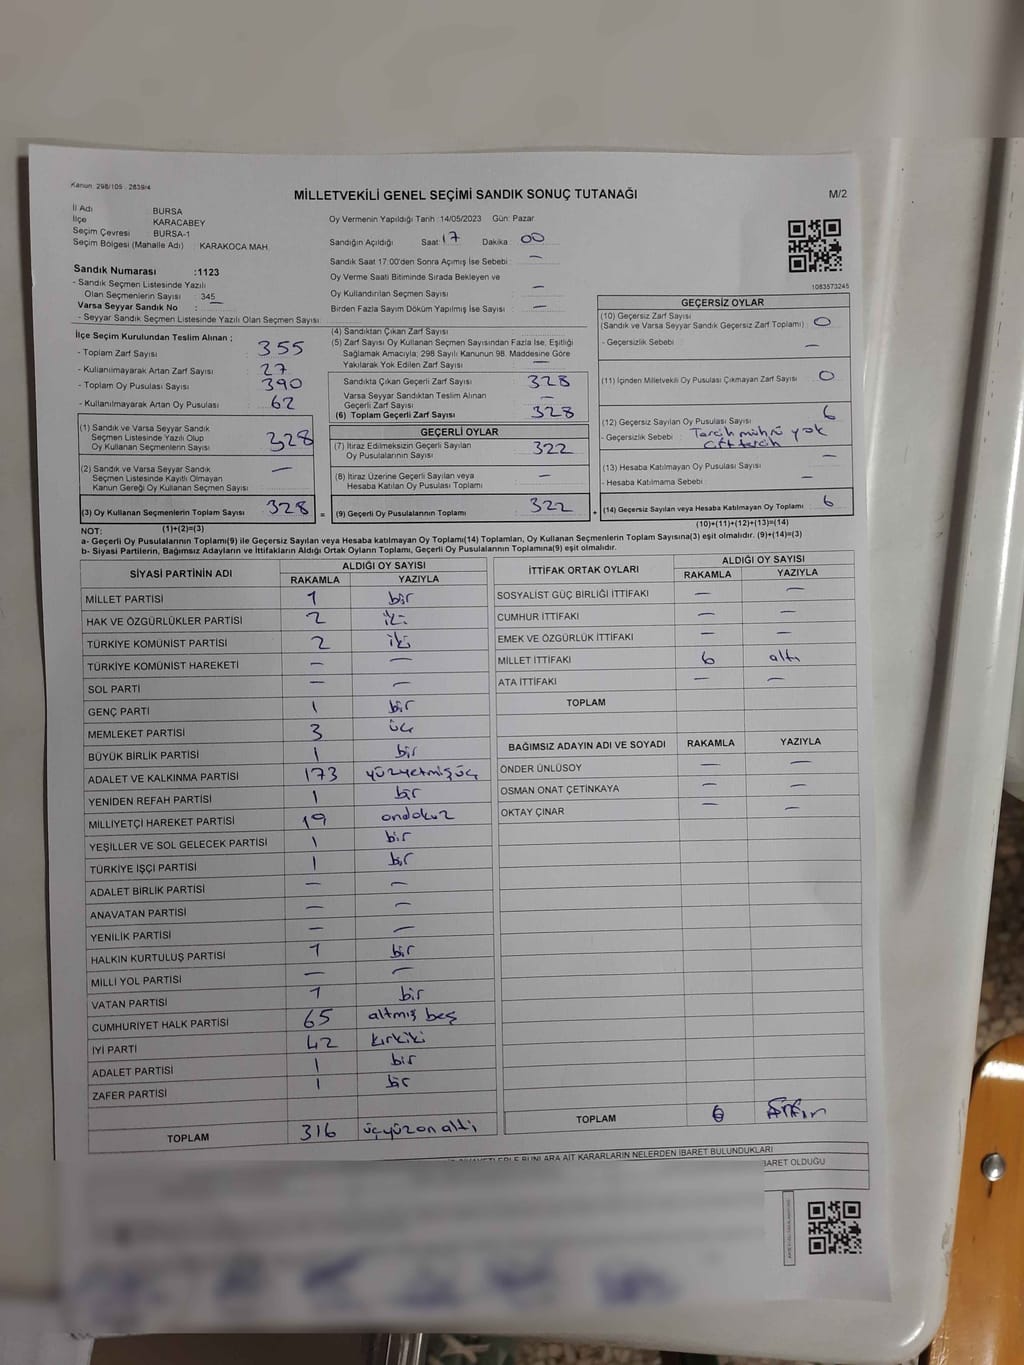 Kanun: 298/105 , 2839/4
MİLLETVEKİLİ GENEL SEÇİMİ SANDIK SONUÇ TUTANAĞI
M/2
İl Adı BURSA
İlçe KARACABEY
Seçim Çevresi BURSA-1
Seçim Bölgesi (Mahalle Adı) : KARAKOCA MAH.
Oy Vermenin Yapıldığı Tarih :14/05/2023 Gün: Pazar
Sandığın Açıldığı Saat: 17 Dakika : 00
Sandık Saat 17:00'den Sonra Açımış İse Sebebi : —
Oy Verme Saati Bitiminde Sırada Bekleyen ve
Oy Kullandırılan Seçmen Sayısı : —
Birden Fazla Sayım Döküm Yapılmış İse Sayısı : —
1083573245
Sandık Numarası :1123
- Sandık Seçmen Listesinde Yazılı
Olan Seçmenlerin Sayısı : 345
Varsa Seyyar Sandık No : —
- Seyyar Sandık Seçmen Listesinde Yazılı Olan Seçmen Sayısı:
İlçe Seçim Kurulundan Teslim Alınan ;
- Toplam Zarf Sayısı : 355
- Kullanılmayarak Artan Zarf Sayısı : 27
- Toplam Oy Pusulası Sayısı : 390
- Kullanılmayarak Artan Oy Pusulası : 62
(1) Sandık ve Varsa Seyyar Sandık
Seçmen Listesinde Yazılı Olup
Oy Kullanan Seçmenlerin Sayısı 328
(2) Sandık ve Varsa Seyyar Sandık
Seçmen Listesinde Kayıtlı Olmayan
Kanun Gereği Oy Kullanan Seçmen Sayısı —
(3) Oy Kullanan Seçmenlerin Toplam Sayısı 328 =
(1)+(2)=(3)
(4) Sandıktan Çıkan Zarf Sayısı
(5) Zarf Sayısı Oy Kullanan Seçmen Sayısından Fazla İse, Eşitliği
Sağlamak Amacıyla; 298 Sayılı Kanunun 98. Maddesine Göre
Yakılarak Yok Edilen Zarf Sayısı : —
Sandıkta Çıkan Geçerli Zarf Sayısı : 328
Varsa Seyyar Sandıktan Teslim Alınan
Geçerli Zarf Sayısı : —
(6) Toplam Geçerli Zarf Sayısı : 328
GEÇERLİ OYLAR
(7) İtiraz Edilmeksizin Geçerli Sayılan
Oy Pusulalarının Sayısı : 322
(8) İtiraz Üzerine Geçerli Sayılan veya
Hesaba Katılan Oy Pusulası Toplamı : —
(9) Geçerli Oy Pusulalarının Toplamı : 322 +
GEÇERSİZ OYLAR
(10) Geçersiz Zarf Sayısı
(Sandık ve Varsa Seyyar Sandık Geçersiz Zarf Toplamı) : 0
- Geçersizlik Sebebi : —
(11) İçinden Milletvekili Oy Pusulası Çıkmayan Zarf Sayısı : 0
(12) Geçersiz Sayılan Oy Pusulası Sayısı : 6
- Geçersizlik Sebebi : Tercih mührü yok
Çift tercih
(13) Hesaba Katılmayan Oy Pusulası Sayısı : —
- Hesaba Katılmama Sebebi : —
(14) Geçersiz Sayılan veya Hesaba Katılmayan Oy Toplamı : 6
(10)+(11)+(12)+(13)=(14)
NOT:
a- Geçerli Oy Pusulalarının Toplamı(9) ile Geçersiz Sayılan veya Hesaba katılmayan Oy Toplamı(14) Toplamları, Oy Kullanan Seçmenlerin Toplam Sayısına(3) eşit olmalıdır. (9)+(14)=(3)
b- Siyasi Partilerin, Bağımsız Adayların ve İttifakların Aldığı Ortak Oyların Toplamı, Geçerli Oy Pusulalarının Toplamına(9) eşit olmalıdır.
SİYASİ PARTİNİN ADI ALDIĞI OY SAYISI
RAKAMLA YAZIYLA
MİLLET PARTİSİ 1 bir
HAK VE ÖZGÜRLÜKLER PARTİSİ 2 iki
TÜRKİYE KOMÜNİST PARTİSİ 2 iki
TÜRKİYE KOMÜNİST HAREKETİ — —
SOL PARTİ — —
GENÇ PARTİ 1 bir
MEMLEKET PARTİSİ 3 üç
BÜYÜK BİRLİK PARTİSİ 1 bir
ADALET VE KALKINMA PARTİSİ 173 yüzyetmişüç
YENİDEN REFAH PARTİSİ 1 bir
MİLLİYETÇİ HAREKET PARTİSİ 19 ondokuz
YEŞİLLER VE SOL GELECEK PARTİSİ 1 bir
TÜRKİYE İŞÇİ PARTİSİ 1 bir
ADALET BİRLİK PARTİSİ — —
ANAVATAN PARTİSİ — —
YENİLİK PARTİSİ — —
HALKIN KURTULUŞ PARTİSİ 1 bir
MİLLİ YOL PARTİSİ — —
VATAN PARTİSİ 1 bir
CUMHURİYET HALK PARTİSİ 65 altmış beş
İYİ PARTİ 42 kırkiki
ADALET PARTİSİ 1 bir
ZAFER PARTİSİ 1 bir
TOPLAM 316 üçyüzonaltı
İTTİFAK ORTAK OYLARI ALDIĞI OY SAYISI
RAKAMLA YAZIYLA
SOSYALİST GÜÇ BİRLİĞİ İTTİFAKI — —
CUMHUR İTTİFAKI — —
EMEK VE ÖZGÜRLÜK İTTİFAKI — —
MİLLET İTTİFAKI 6 altı
ATA İTTİFAKI — —
TOPLAM
BAĞIMSIZ ADAYIN ADI VE SOYADI RAKAMLA YAZIYLA
ÖNDER ÜNLÜSOY — —
OSMAN ONAT ÇETİNKAYA — —
OKTAY ÇINAR — —
TOPLAM
BUNLARA AİT KARARLARIN NELERDEN İBARET BULUNDUKLARI
BARET OLDUĞU